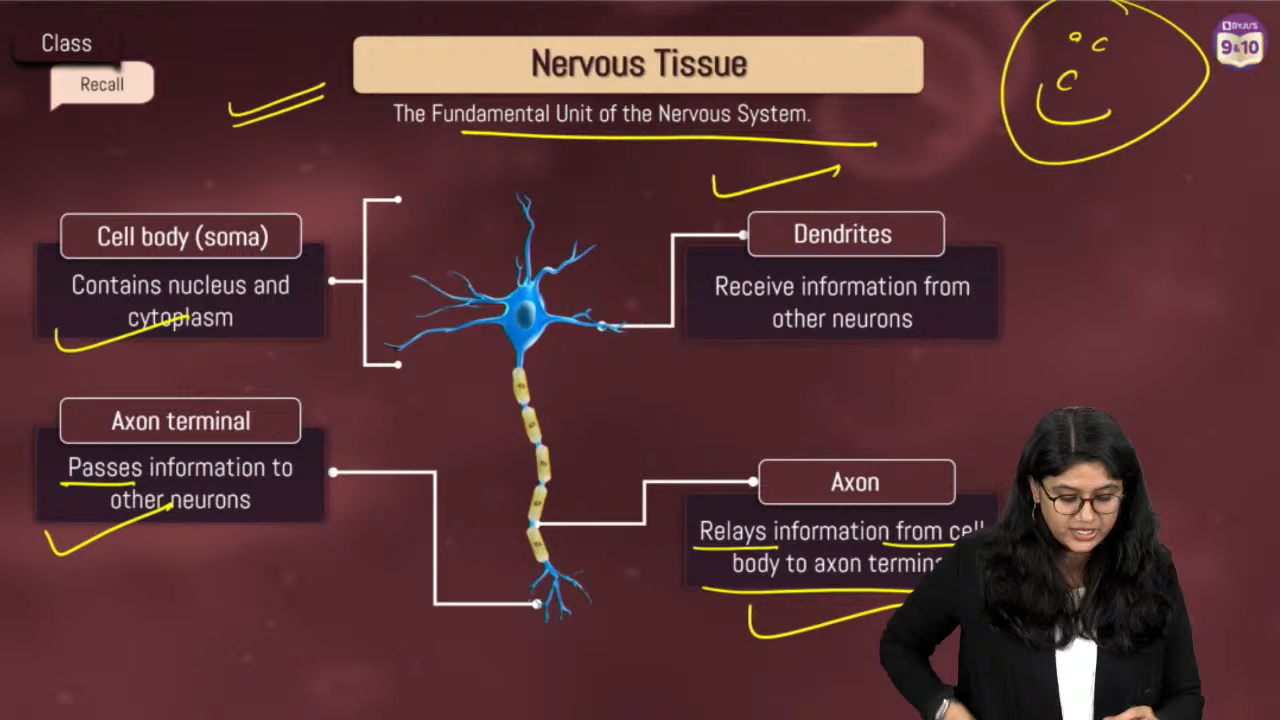 Class
Recall
BYJU'S
9&10
Nervous Tissue
The Fundamental Unit of the Nervous System.
Cell body (soma)
Contains nucleus and
cytoplasm
Dendrites
Receive information from
other neurons
Axon terminal
Passes information to
other neurons
Axon
Relays information from cell
body to axon